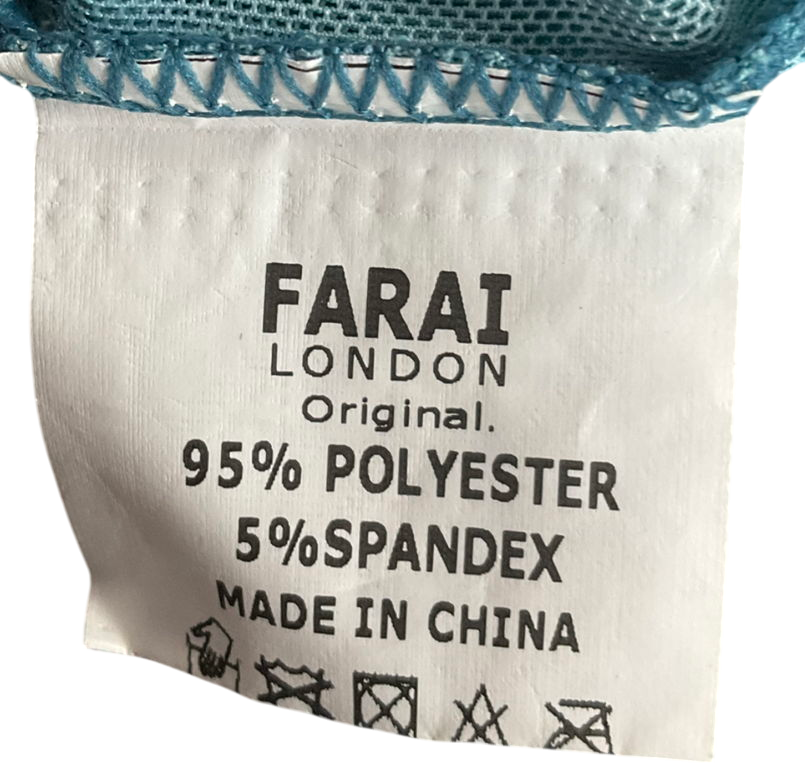 FARAI
LONDON
Original.
95% POLYESTER
5%SPANDEX
MADE IN CHINA